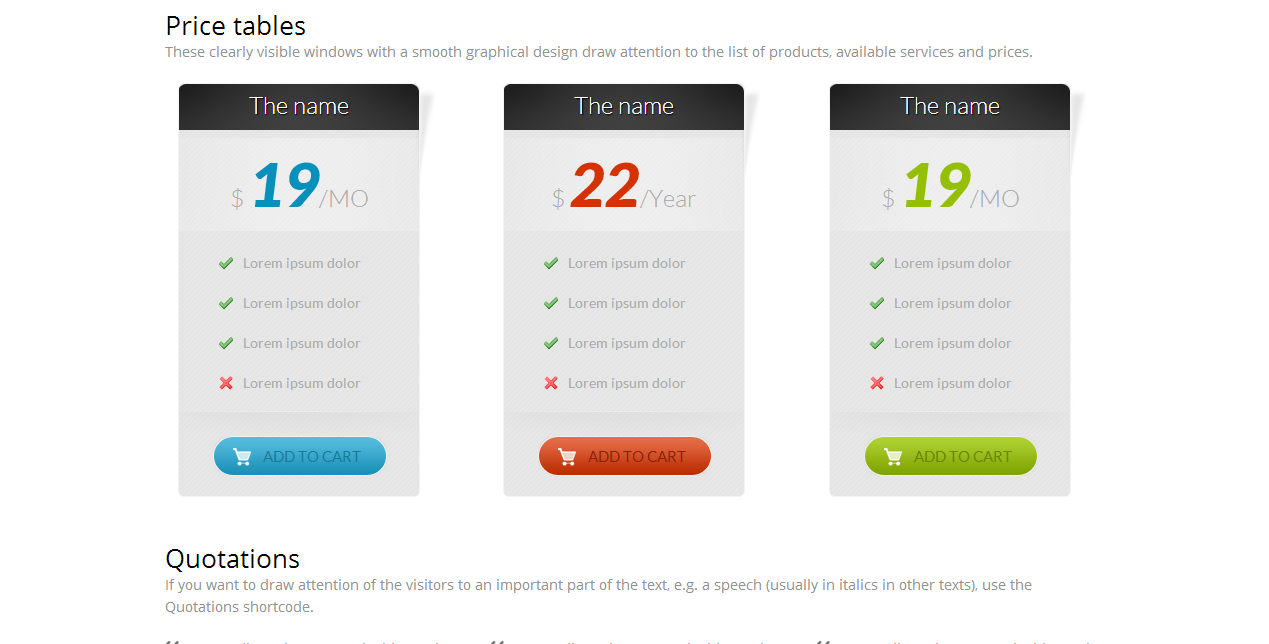 Price tables
These clearly visible windows with a smooth graphical design draw attention to the list of products, available services and prices.
The name
$ 19/MO
Lorem ipsum dolor
Lorem ipsum dolor
Lorem ipsum dolor
Lorem ipsum dolor
ADD TO CART
The name
$ 22/Year
Lorem ipsum dolor
Lorem ipsum dolor
Lorem ipsum dolor
Lorem ipsum dolor
ADD TO CART
The name
$ 19/MO
Lorem ipsum dolor
Lorem ipsum dolor
Lorem ipsum dolor
Lorem ipsum dolor
ADD TO CART
Quotations
If you want to draw attention of the visitors to an important part of the text, e.g. a speech (usually in italics in other texts), use the
Quotations shortcode.